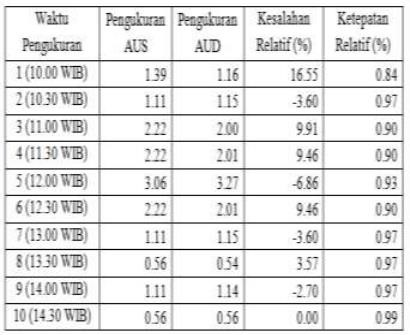 Waktu Pengukuran Pengukuran Kesalahan Ketepatan
Pengukuran AUS AUD Relatif (%) Relatif (%)
1 (10.00 WIB) 1.39 1.16 16.55 0.84
2 (10.30 WIB) 1.11 1.15 -3.60 0.97
3 (11.00 WIB) 2.22 2.00 9.91 0.90
4 (11.30 WIB) 2.22 2.01 9.46 0.90
5 (12.00 WIB) 3.06 3.27 -6.86 0.93
6 (12.30 WIB) 2.22 2.01 9.46 0.90
7 (13.00 WIB) 1.11 1.15 -3.60 0.97
8 (13.30 WIB) 0.56 0.54 3.57 0.97
9 (14.00 WIB) 1.11 1.14 -2.70 0.97
10 (14.30 WIB) 0.56 0.56 0.00 0.99